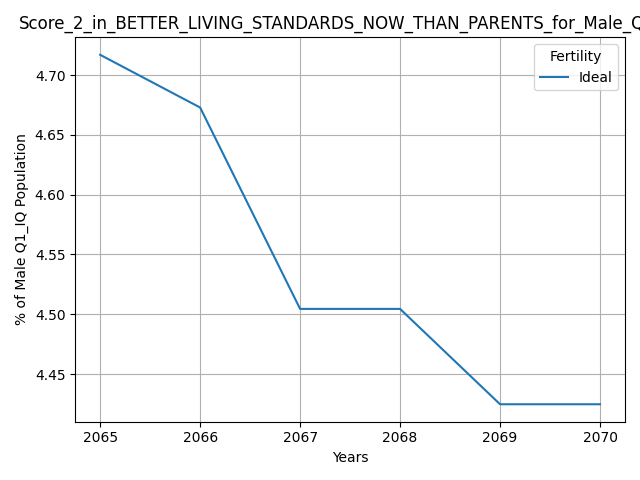 Score_2_in_BETTER_LIVING_STANDARDS_NOW_THAN_PARENTS_for_Male_Q
Fertility
Ideal
% of Male Q1_IQ Population
4.70
4.65
4.60
4.55
4.50
4.45
2065 2066 2067 2068 2069 2070
Years